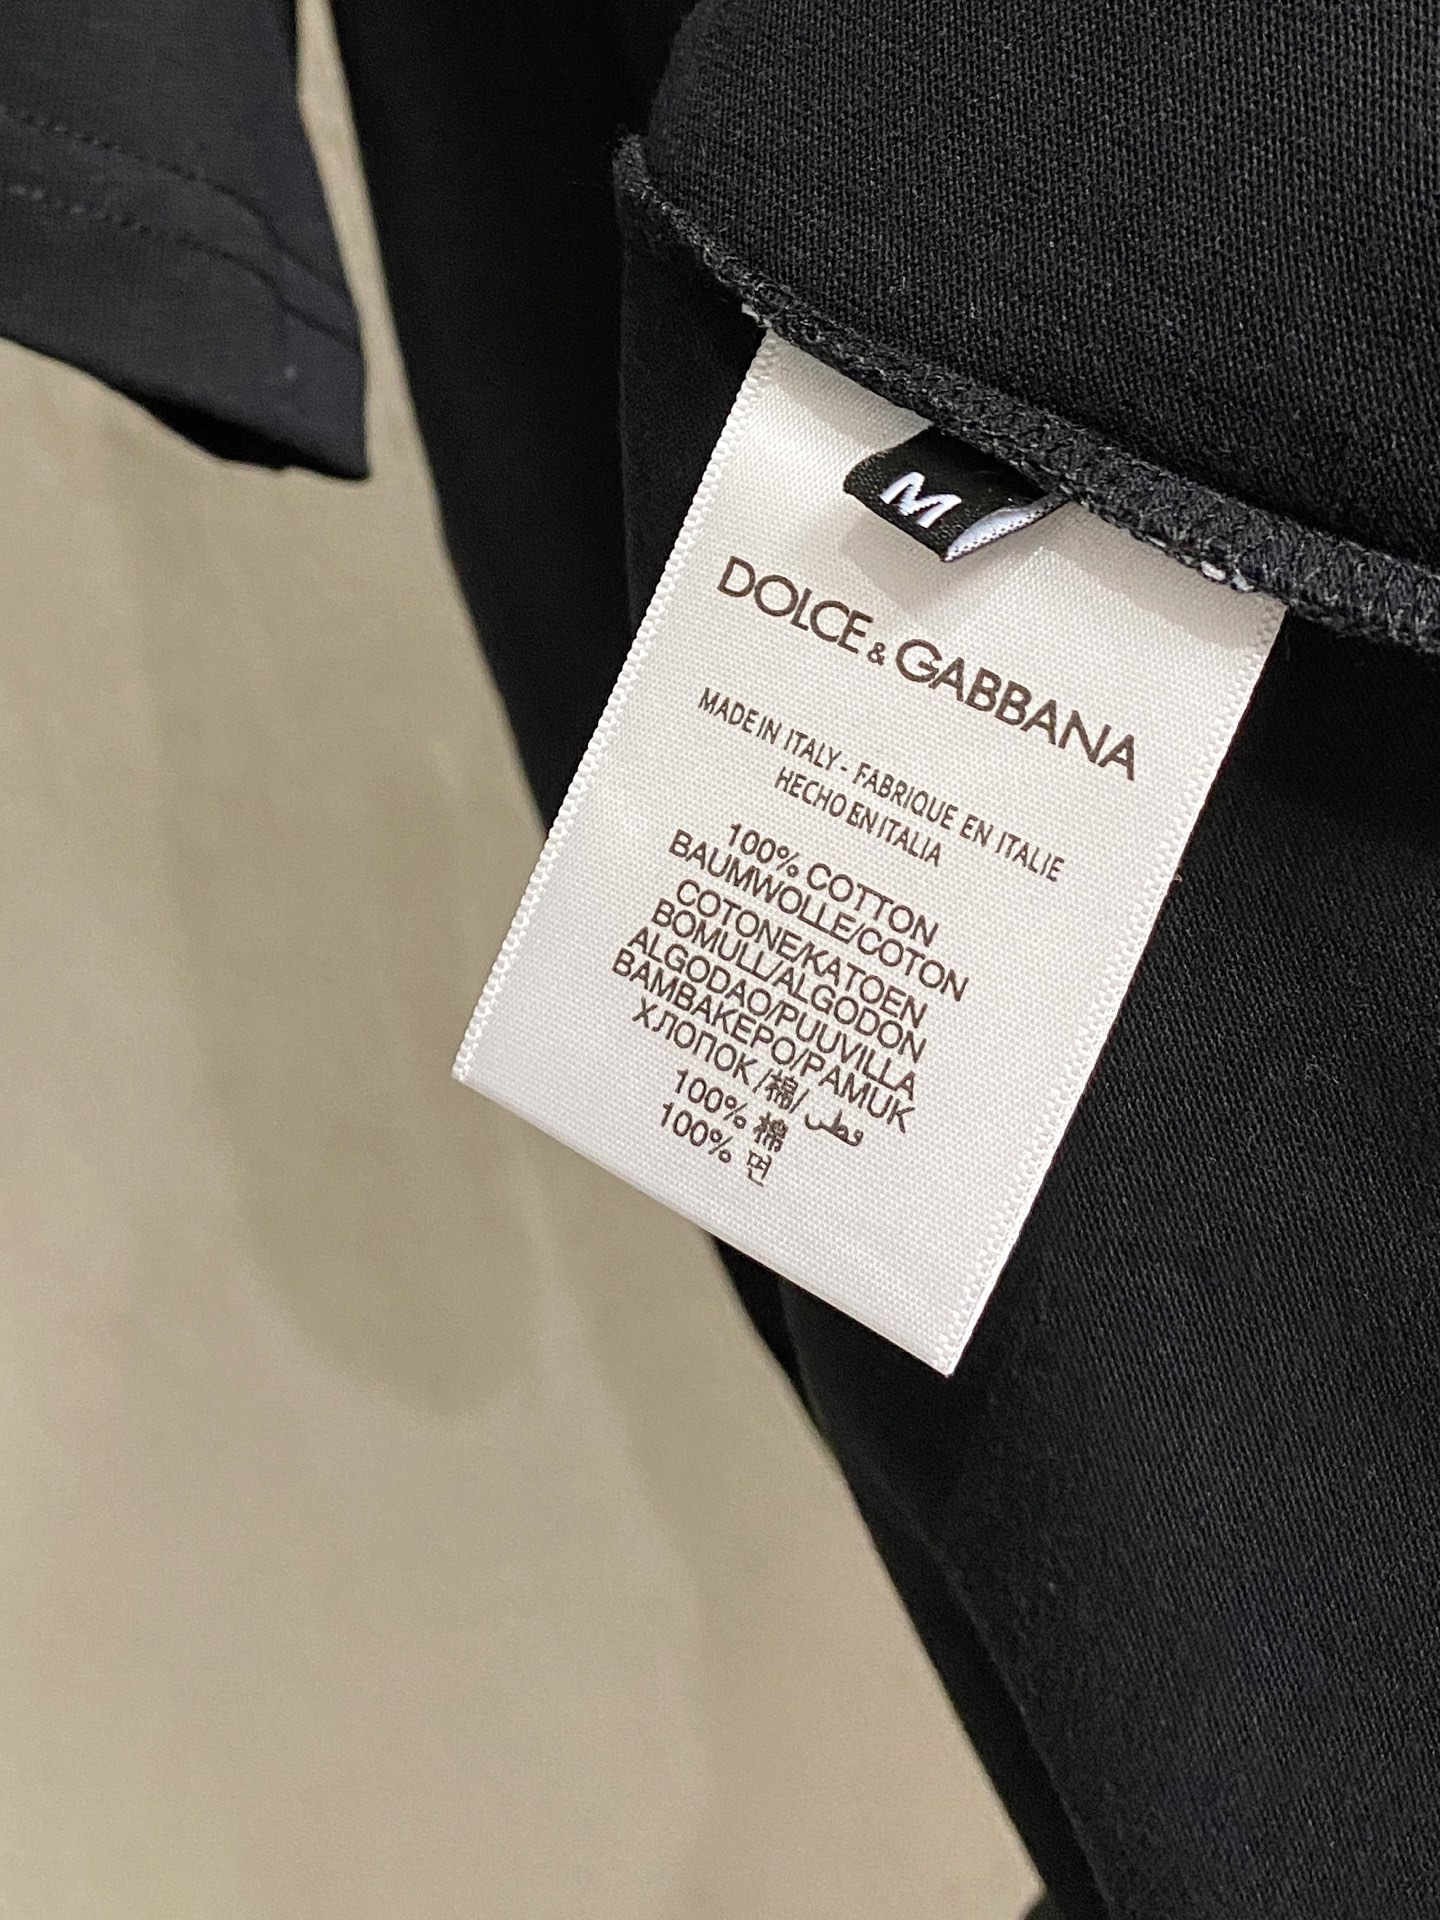 M
DOLCE & GABBANA
MADE IN ITALY - FABRIQUE EN ITALIE
HECHO EN ITALIA
100% COTTON
BAUMWOLLE/COTON
COTONE/KATOEN
BOMULL/ALGODON
ALGODAO/PUUVILLA
BAMBAKEPO/PAMUK
ХЛОПОК /棉/ قطن
100% 棉
100% 면